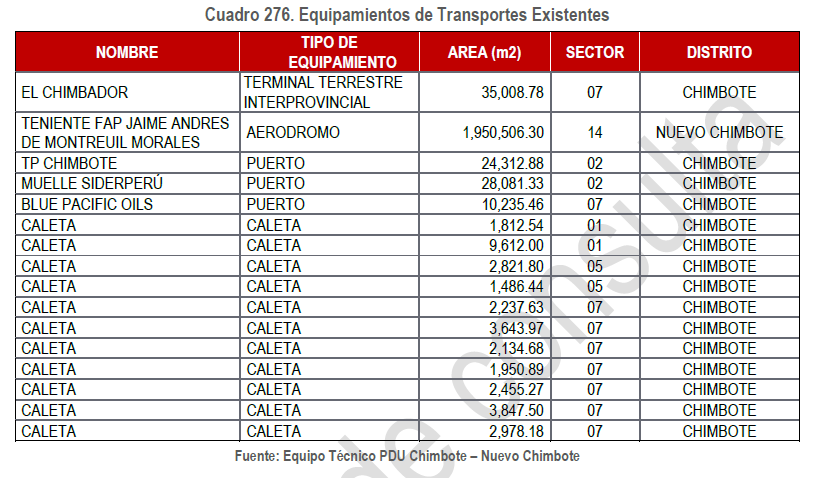 Cuadro 276. Equipamientos de Transportes Existentes
NOMBRE TIPO DE EQUIPAMIENTO AREA (m2) SECTOR DISTRITO
EL CHIMBADOR TERMINAL TERRESTRE INTERPROVINCIAL 35,008.78 07 CHIMBOTE
TENIENTE FAP JAIME ANDRES DE MONTREUIL MORALES AERODROMO 1,950,506.30 14 NUEVO CHIMBOTE
TP CHIMBOTE PUERTO 24,312.88 02 CHIMBOTE
MUELLE SIDERPERÚ PUERTO 28,081.33 02 CHIMBOTE
BLUE PACIFIC OILS PUERTO 10,235.46 07 CHIMBOTE
CALETA CALETA 1,812.54 01 CHIMBOTE
CALETA CALETA 9,612.00 01 CHIMBOTE
CALETA CALETA 2,821.80 05 CHIMBOTE
CALETA CALETA 1,486.44 05 CHIMBOTE
CALETA CALETA 2,237.63 07 CHIMBOTE
CALETA CALETA 3,643.97 07 CHIMBOTE
CALETA CALETA 2,134.68 07 CHIMBOTE
CALETA CALETA 1,950.89 07 CHIMBOTE
CALETA CALETA 2,455.27 07 CHIMBOTE
CALETA CALETA 3,847.50 07 CHIMBOTE
CALETA CALETA 2,978.18 07 CHIMBOTE
Fuente: Equipo Técnico PDU Chimbote – Nuevo Chimbote
de consulta